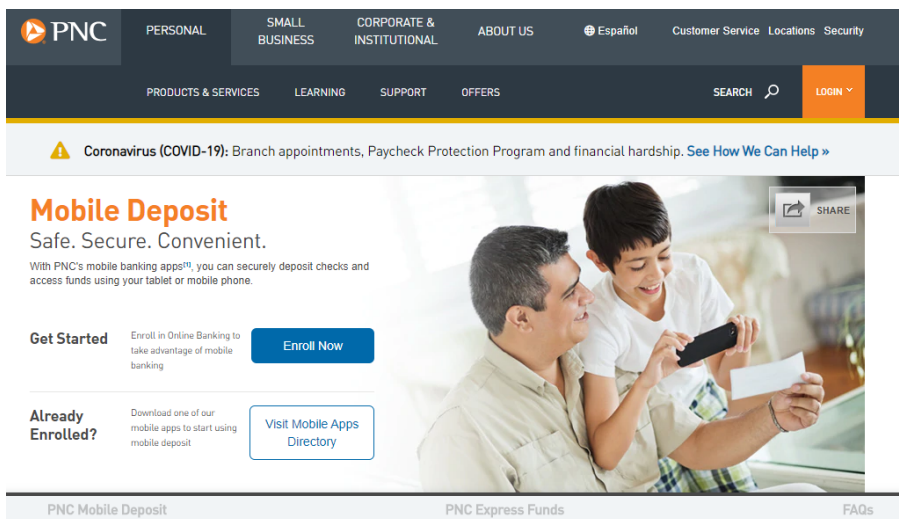 PNC
PERSONAL
SMALL
BUSINESS
CORPORATE &
INSTITUTIONAL
ABOUT US
Español
Customer Service Locations Security
PRODUCTS & SERVICES LEARNING SUPPORT OFFERS
SEARCH
LOGIN
Coronavirus (COVID-19): Branch appointments, Paycheck Protection Program and financial hardship. See How We Can Help »
SHARE
Mobile Deposit
Safe. Secure. Convenient.
With PNC's mobile banking apps[1], you can securely deposit checks and
access funds using your tablet or mobile phone.
Get Started
Enroll in Online Banking to
take advantage of mobile
banking
Enroll Now
Already
Enrolled?
Download one of our
mobile apps to start using
mobile deposit
Visit Mobile Apps
Directory
PNC Mobile Deposit PNC Express Funds FAQs